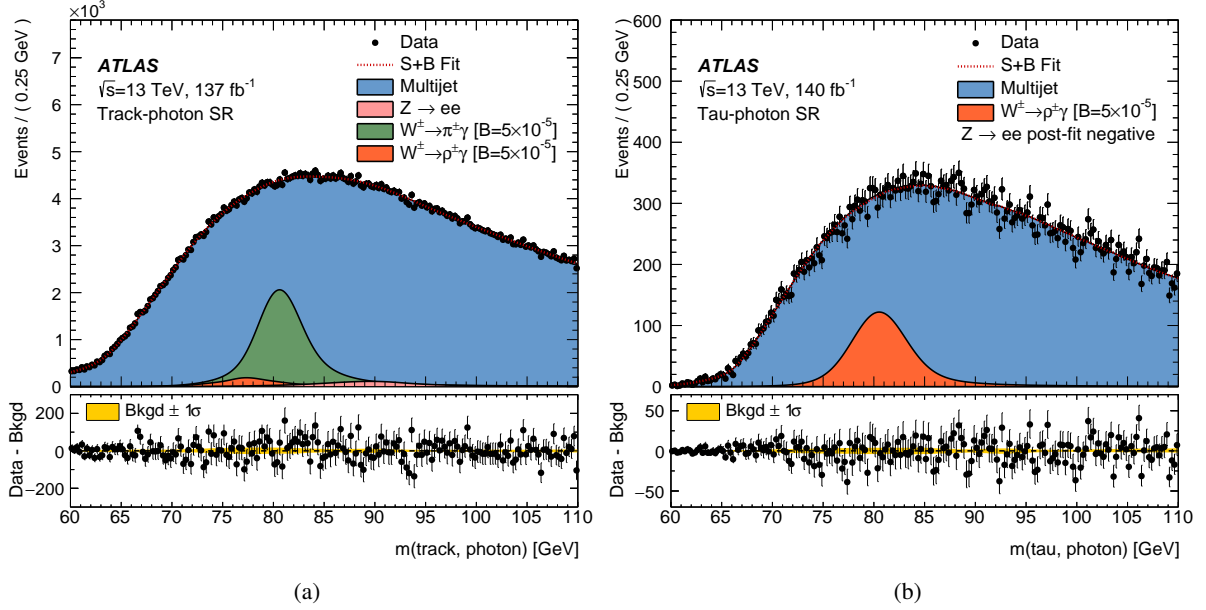 ×10³
7
6
5
4
3
2
1
0
Events / ( 0.25 GeV )
ATLAS
√s=13 TeV, 137 fb⁻¹
Track-photon SR
Data
S+B Fit
Multijet
Z → ee
W±→π±γ [B=5×10⁻⁵]
W±→ρ±γ [B=5×10⁻⁵]
200
0
−200
Data - Bkgd
Bkgd ± 1σ
60 65 70 75 80 85 90 95 100 105 110
m(track, photon) [GeV]
(a)
600
500
400
300
200
100
0
Events / ( 0.25 GeV )
ATLAS
√s=13 TeV, 140 fb⁻¹
Tau-photon SR
Data
S+B Fit
Multijet
W±→ρ±γ [B=5×10⁻⁵]
Z → ee post-fit negative
50
0
−50
Data - Bkgd
Bkgd ± 1σ
60 65 70 75 80 85 90 95 100 105 110
m(tau, photon) [GeV]
(b)